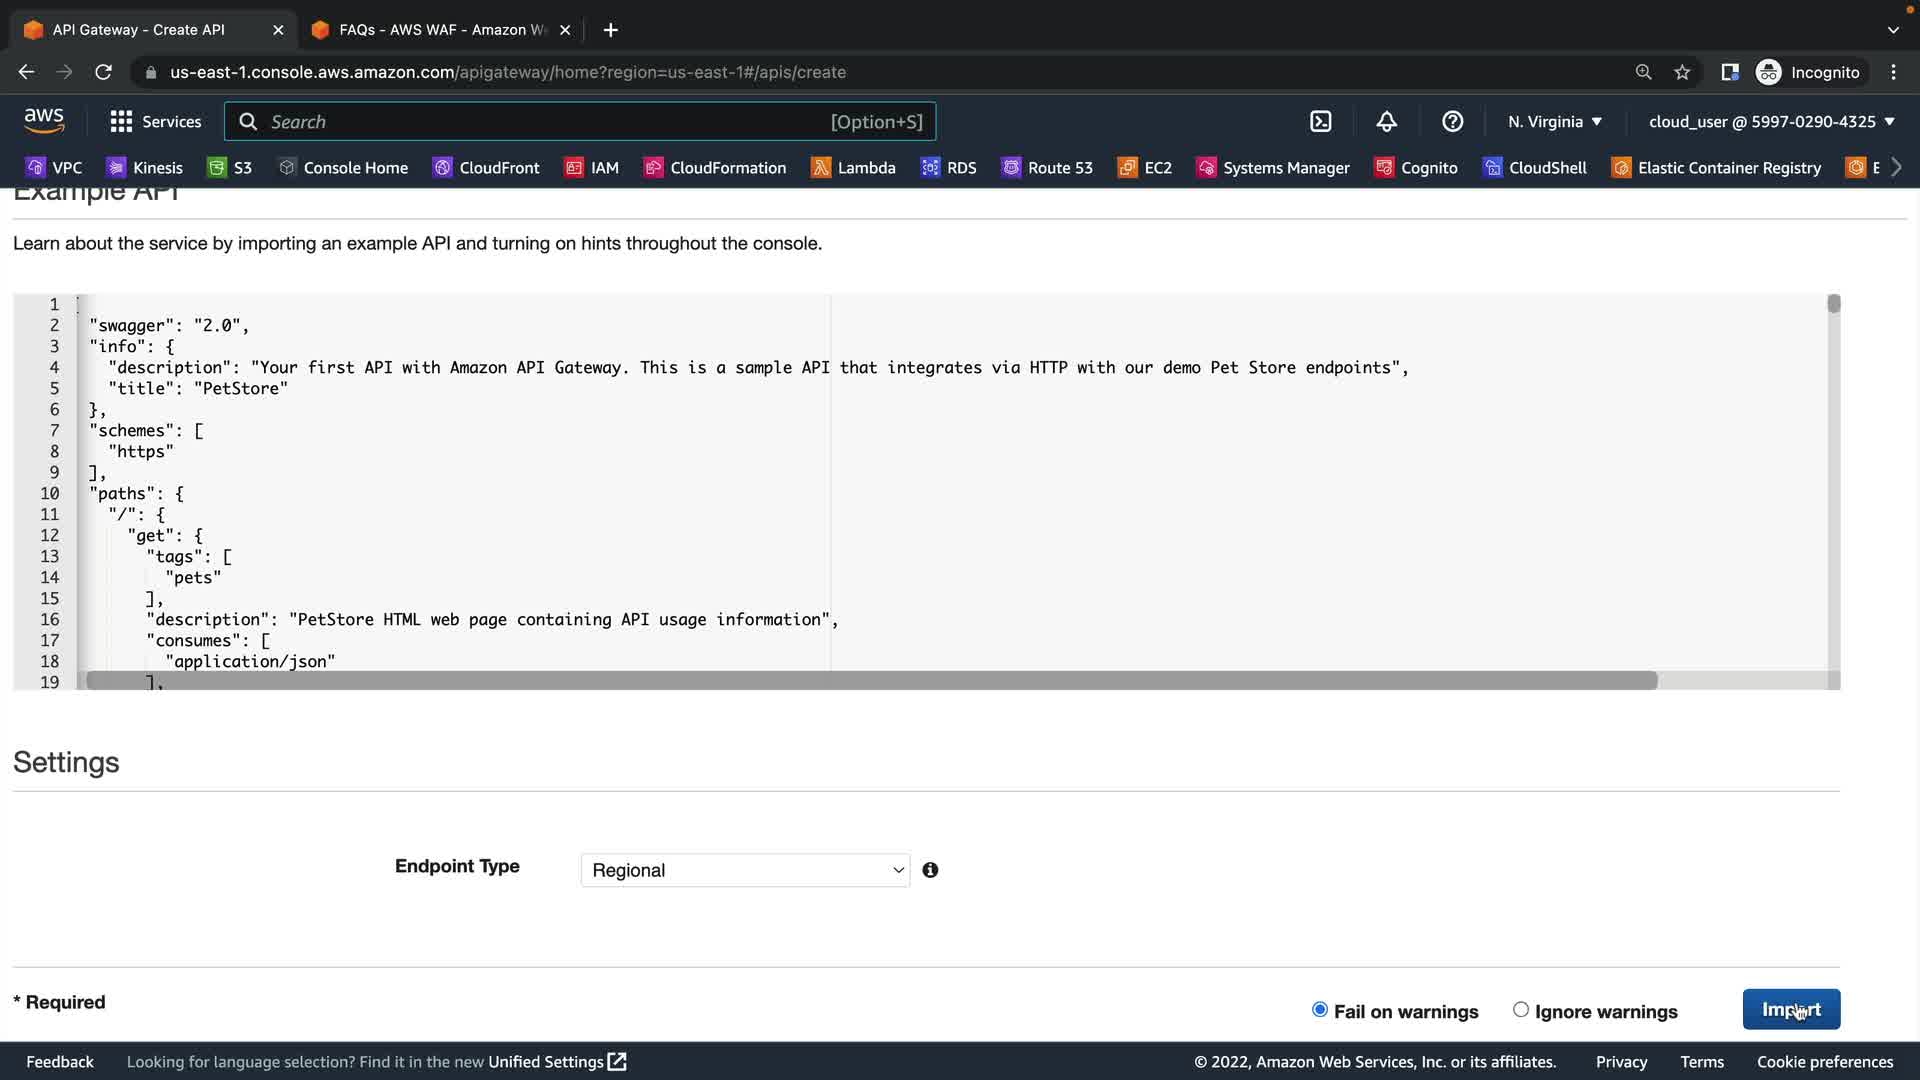 API Gateway - Create API
FAQs - AWS WAF - Amazon W
us-east-1.console.aws.amazon.com/apigateway/home?region=us-east-1#/apis/create
Incognito
aws
Services
Search
[Option+S]
N. Virginia
cloud_user @ 5997-0290-4325
VPC
Kinesis
S3
Console Home
CloudFront
IAM
CloudFormation
Lambda
RDS
Route 53
EC2
Systems Manager
Cognito
CloudShell
Elastic Container Registry
E
Example API
Learn about the service by importing an example API and turning on hints throughout the console.
1
2 "swagger": "2.0",
3 "info": {
4 "description": "Your first API with Amazon API Gateway. This is a sample API that integrates via HTTP with our demo Pet Store endpoints",
5 "title": "PetStore"
6 },
7 "schemes": [
8 "https"
9 ],
10 "paths": {
11 "/": {
12 "get": {
13 "tags": [
14 "pets"
15 ],
16 "description": "PetStore HTML web page containing API usage information",
17 "consumes": [
18 "application/json"
19 ],
Settings
Endpoint Type
Regional
* Required
Fail on warnings
Ignore warnings
Import
Feedback
Looking for language selection? Find it in the new Unified Settings
© 2022, Amazon Web Services, Inc. or its affiliates.
Privacy
Terms
Cookie preferences